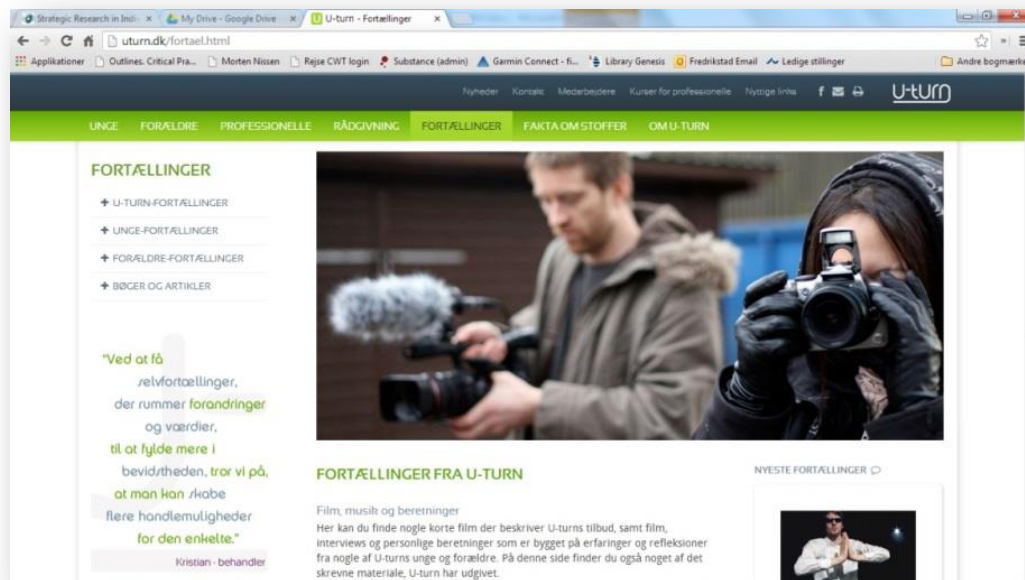 Strategic Research in Indi
My Drive - Google Drive
U-turn - Fortællinger
uturn.dk/fortael.html
Applikationer
Outlines. Critical Pra...
Morten Nissen
Rejse CWT login
Substance (admin)
Garmin Connect - fi...
Library Genesis
Fredrikstad Email
Ledige stillinger
Andre bogmærke
Nyheder Kontakt Medarbejdere Kurser for professionelle Nyttige links
U-turn
UNGE FORÆLDRE PROFESSIONELLE RÅDGIVNING FORTÆLLINGER FAKTA OM STOFFER OM U-TURN
FORTÆLLINGER
U-TURN-FORTÆLLINGER
UNGE-FORTÆLLINGER
FORÆLDRE-FORTÆLLINGER
BØGER OG ARTIKLER
"Ved at få
selvfortællinger,
der rummer forandringer
og værdier,
til at fylde mere i
bevidstheden, tror vi på,
at man kan skabe
flere handlemuligheder
for den enkelte."
Kristian - behandler
FORTÆLLINGER FRA U-TURN
Film, musik og beretninger
Her kan du finde nogle korte film der beskriver U-turns tilbud, samt film,
interviews og personlige beretninger som er bygget på erfaringer og refleksioner
fra nogle af U-turns unge og forældre. På denne side finder du også noget af det
skrevne materiale, U-turn har udgivet.
NYESTE FORTÆLLINGER